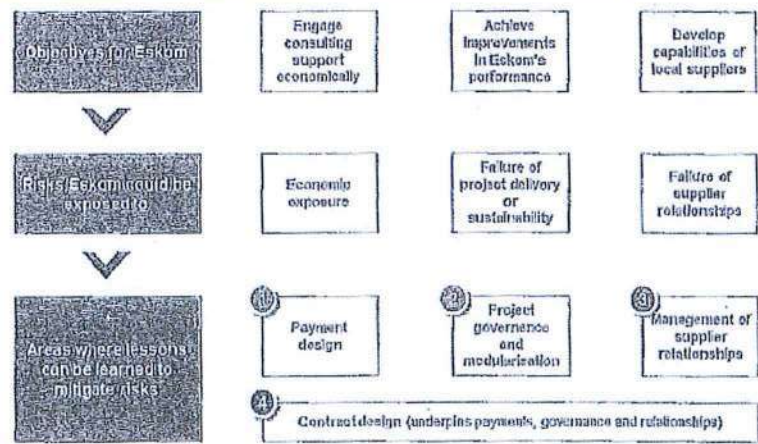 Objectives for Eskom
Engage
consulting
support
economically
Achieve
improvements
in Eskom's
performance
Develop
capabilities of
local suppliers
Risks Eskom could be
exposed to
Economic
exposure
Failure of
project delivery
or
sustainability
Failure of
supplier
relationships
Areas where lessons
can be learned to
mitigate risks
1
Payment
design
2
Project
governance
and
modularisation
3
Management of
supplier
relationships
4
Contract design (underpins payments, governance and relationships)